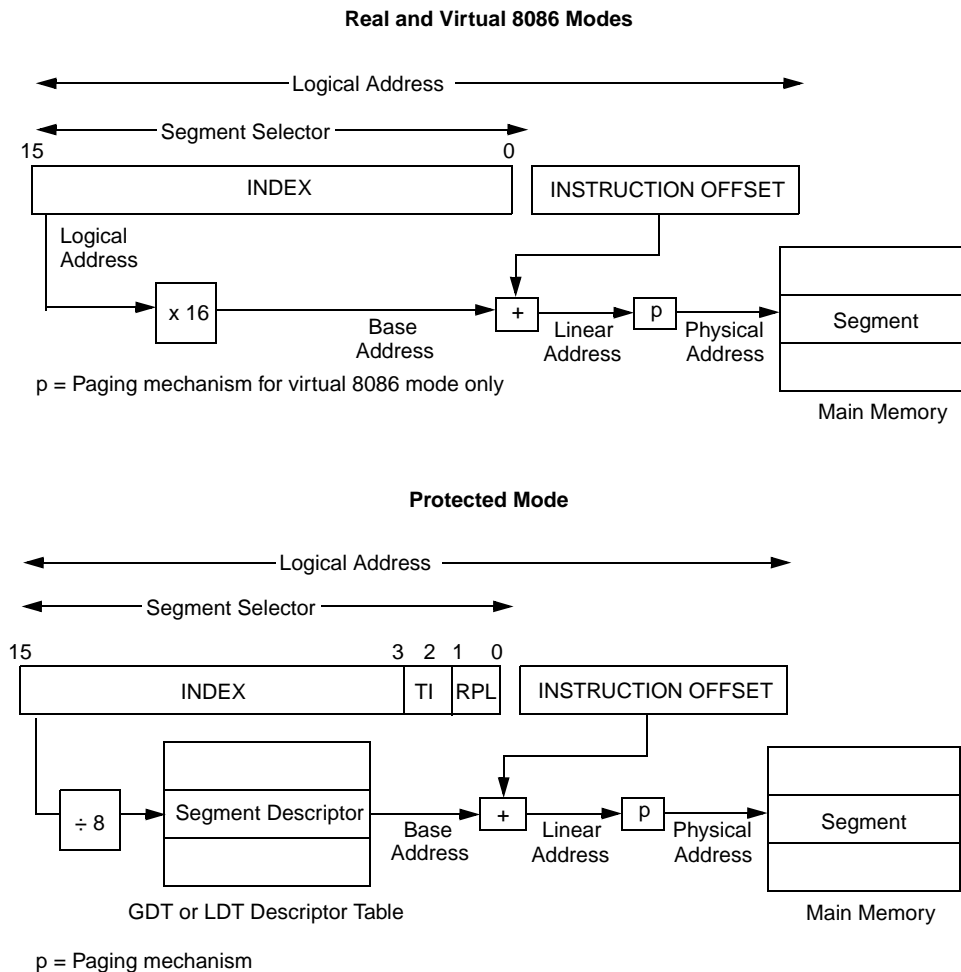 Real and Virtual 8086 Modes
Logical Address
Segment Selector
15 0
INDEX
INSTRUCTION OFFSET
Logical
Address
x 16
Base
Address
+
Linear
Address
p
Physical
Address
Segment
p = Paging mechanism for virtual 8086 mode only
Main Memory
Protected Mode
Logical Address
Segment Selector
15 3 2 1 0
INDEX TI RPL
INSTRUCTION OFFSET
÷ 8
Segment Descriptor
Base
Address
+
Linear
Address
p
Physical
Address
Segment
GDT or LDT Descriptor Table
Main Memory
p = Paging mechanism